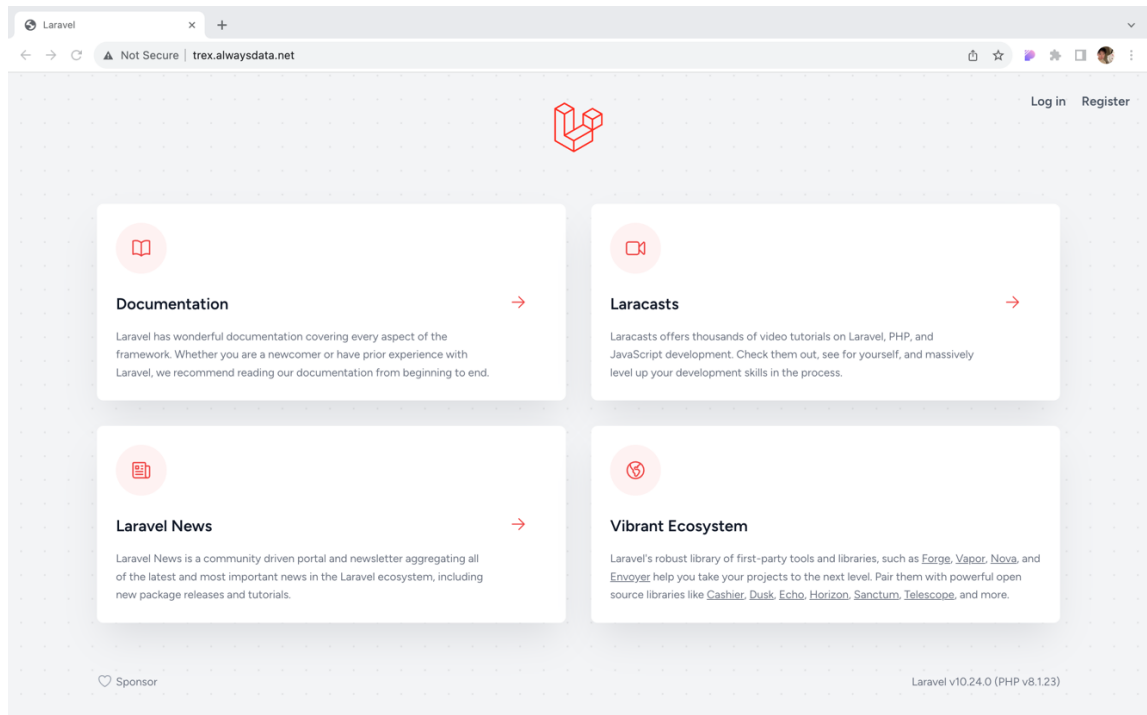 Laravel
Not Secure
trex.alwaysdata.net
Log in Register
Documentation
Laravel has wonderful documentation covering every aspect of the
framework. Whether you are a newcomer or have prior experience with
Laravel, we recommend reading our documentation from beginning to end.
Laracasts
Laracasts offers thousands of video tutorials on Laravel, PHP, and
JavaScript development. Check them out, see for yourself, and massively
level up your development skills in the process.
Laravel News
Laravel News is a community driven portal and newsletter aggregating all
of the latest and most important news in the Laravel ecosystem, including
new package releases and tutorials.
Vibrant Ecosystem
Laravel's robust library of first-party tools and libraries, such as Forge, Vapor, Nova, and
Envoyer help you take your projects to the next level. Pair them with powerful open
source libraries like Cashier, Dusk, Echo, Horizon, Sanctum, Telescope, and more.
Sponsor
Laravel v10.24.0 (PHP v8.1.23)